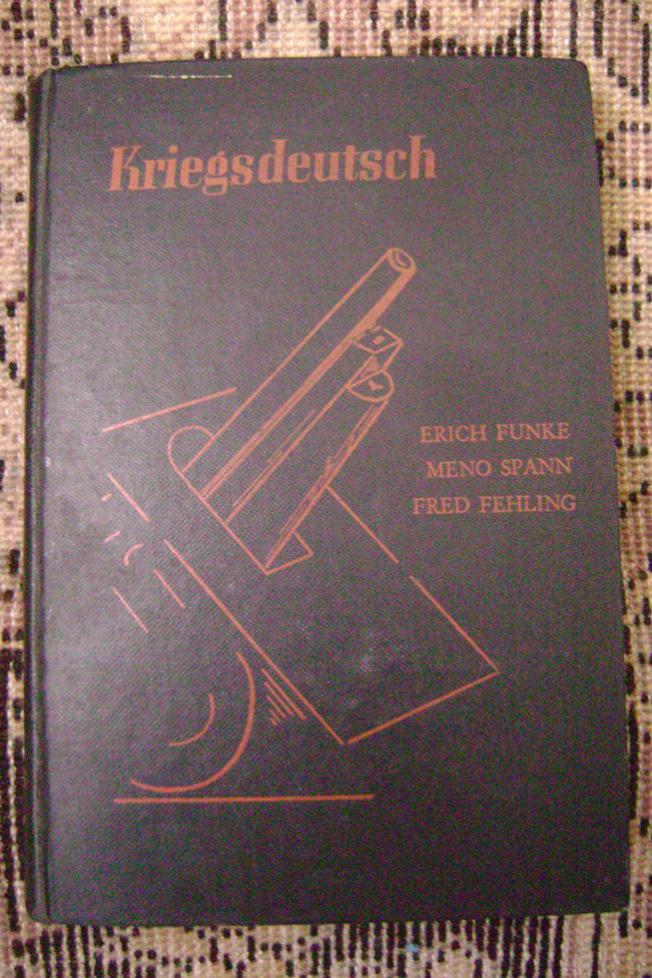 Kriegsdeutsch
ERICH FUNKE
MENO SPANN
FRED FEHLING